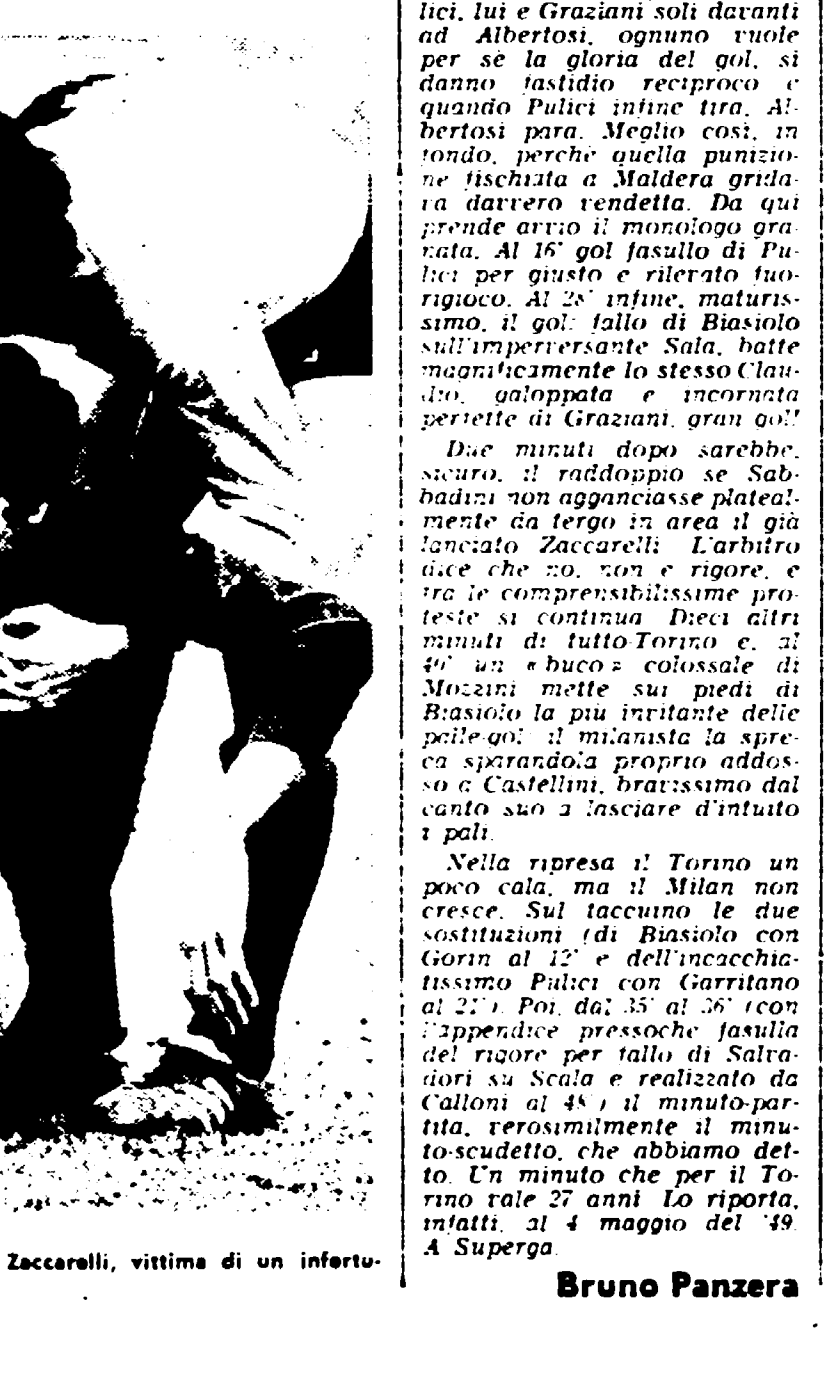 lici, lui e Graziani soli davanti
ad Albertosi, ognuno vuole
per sè la gloria del gol, si
danno fastidio reciproco e
quando Pulici infine tira, Al-
bertosi para. Meglio così, in
fondo, perchè quella punizio-
ne fischiata a Maldera grida-
va davvero vendetta. Da qui
prende avvio il monologo gra-
nata. Al 16' gol fasullo di Pu-
lici per giusto e rilevato fuo-
rigioco. Al 28' infine, maturis-
simo, il gol: fallo di Biasiolo
sull'imperversante Sala, batte
magnificamente lo stesso Clau-
dio, galoppata e incornata
perfette di Graziani, gran gol!
Due minuti dopo sarebbe,
sicuro, il raddoppio se Sab-
badini non agganciasse plateal-
mente da tergo in area il già
lanciato Zaccarelli. L'arbitro
dice che no, non è rigore, e
tra le comprensibilissime pro-
teste si continua. Dieci altri
minuti di tutto-Torino e, al
40' un «buco» colossale di
Mozzini mette sui piedi di
Biasiolo la più invitante delle
palle-gol: il milanista la spre-
ca sparandola proprio addos-
so a Castellini, bravissimo dal
canto suo a lasciare d'intuito
i pali.
Nella ripresa il Torino un
poco cala, ma il Milan non
cresce. Sul taccuino le due
sostituzioni (di Biasiolo con
Gorin al 12' e dell'incacchia-
tissimo Pulici con Garritano
al ). Poi, dal 35' al 36' (con
l'appendice pressochè fasulla
del rigore per fallo di Salva-
dori su Scala e realizzato da
Calloni al 48') il minuto-par-
tita, verosimilmente il minu-
to-scudetto, che abbiamo det-
to. Un minuto che per il To-
rino vale 27 anni. Lo riporta,
infatti, al 4 maggio del '49.
A Superga.
Bruno Panzera
Zaccarelli, vittima di un infortu-